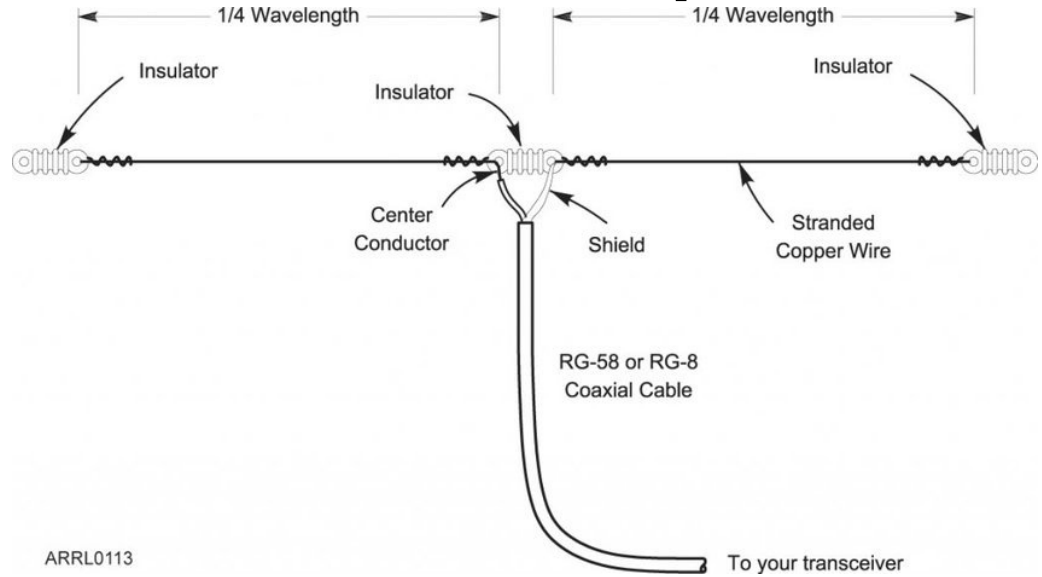 1/4 Wavelength
1/4 Wavelength
Insulator
Insulator
Insulator
Center
Conductor
Shield
Stranded
Copper Wire
RG-58 or RG-8
Coaxial Cable
ARRL0113
To your transceiver